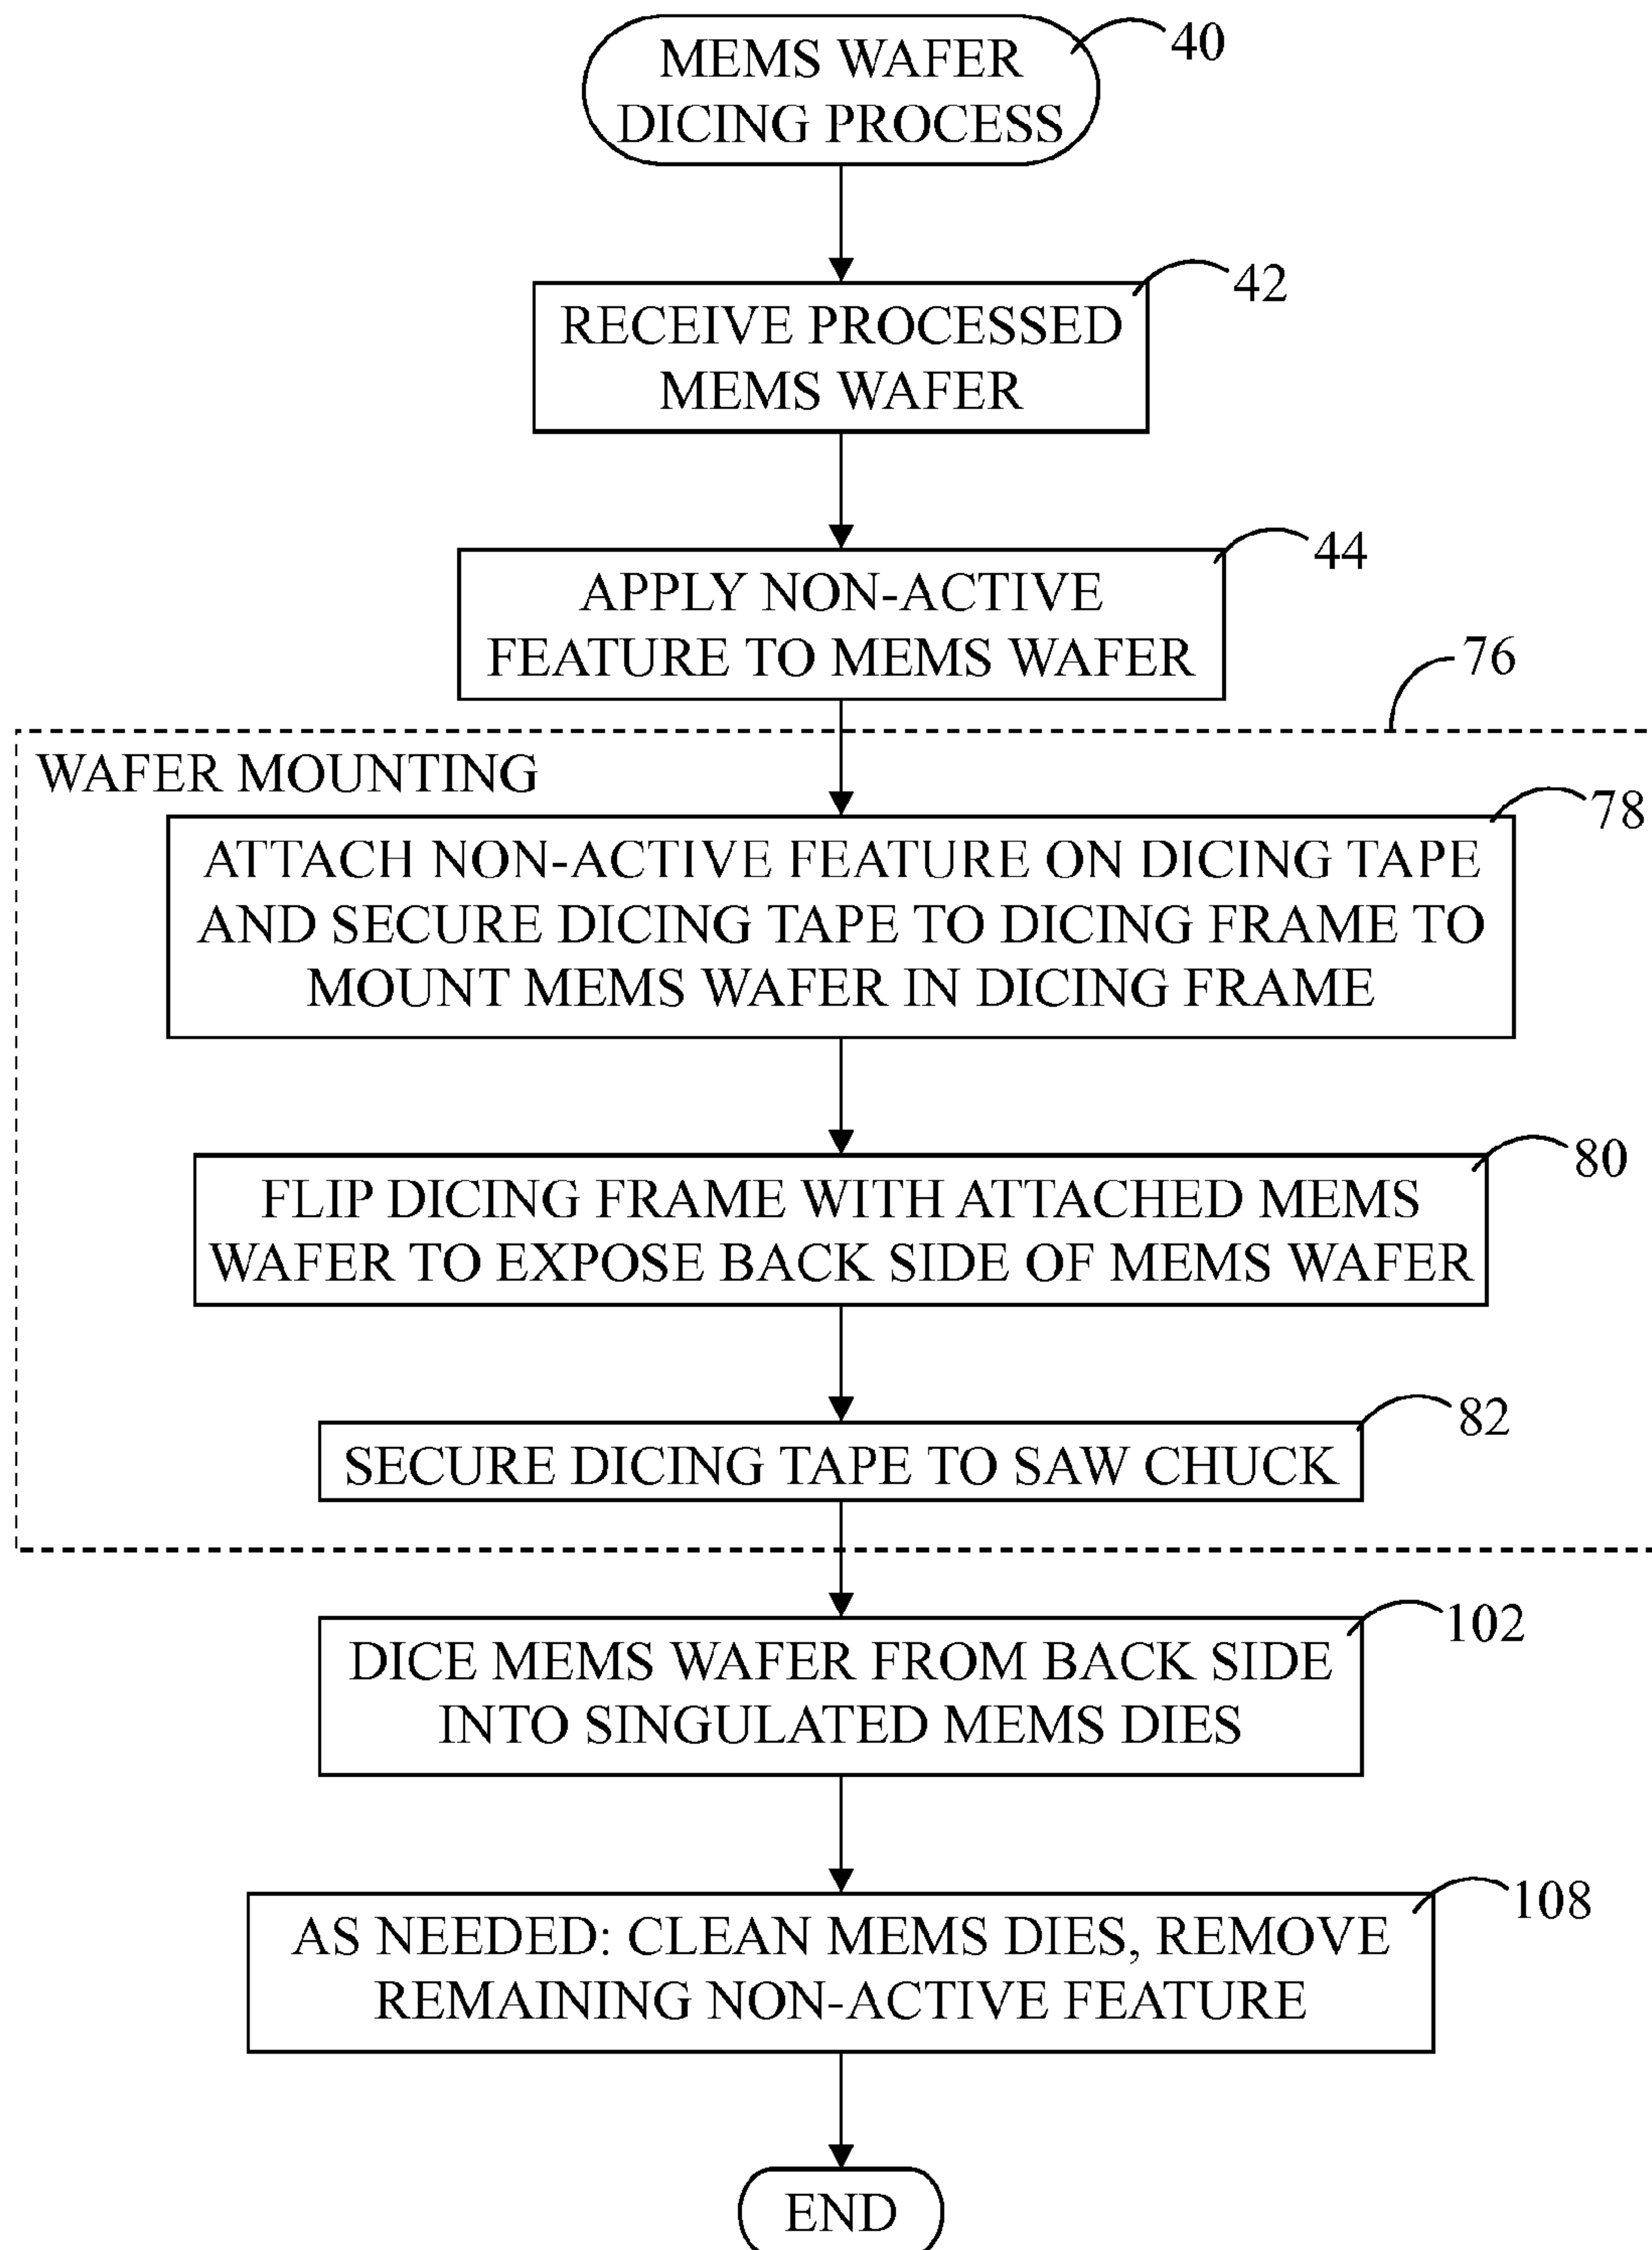 MEMS WAFER
DICING PROCESS
40
RECEIVE PROCESSED
MEMS WAFER
42
APPLY NON-ACTIVE
FEATURE TO MEMS WAFER
44
76
WAFER MOUNTING
ATTACH NON-ACTIVE FEATURE ON DICING TAPE
AND SECURE DICING TAPE TO DICING FRAME TO
MOUNT MEMS WAFER IN DICING FRAME
78
FLIP DICING FRAME WITH ATTACHED MEMS
WAFER TO EXPOSE BACK SIDE OF MEMS WAFER
80
SECURE DICING TAPE TO SAW CHUCK
82
DICE MEMS WAFER FROM BACK SIDE
INTO SINGULATED MEMS DIES
102
AS NEEDED: CLEAN MEMS DIES, REMOVE
REMAINING NON-ACTIVE FEATURE
108
END